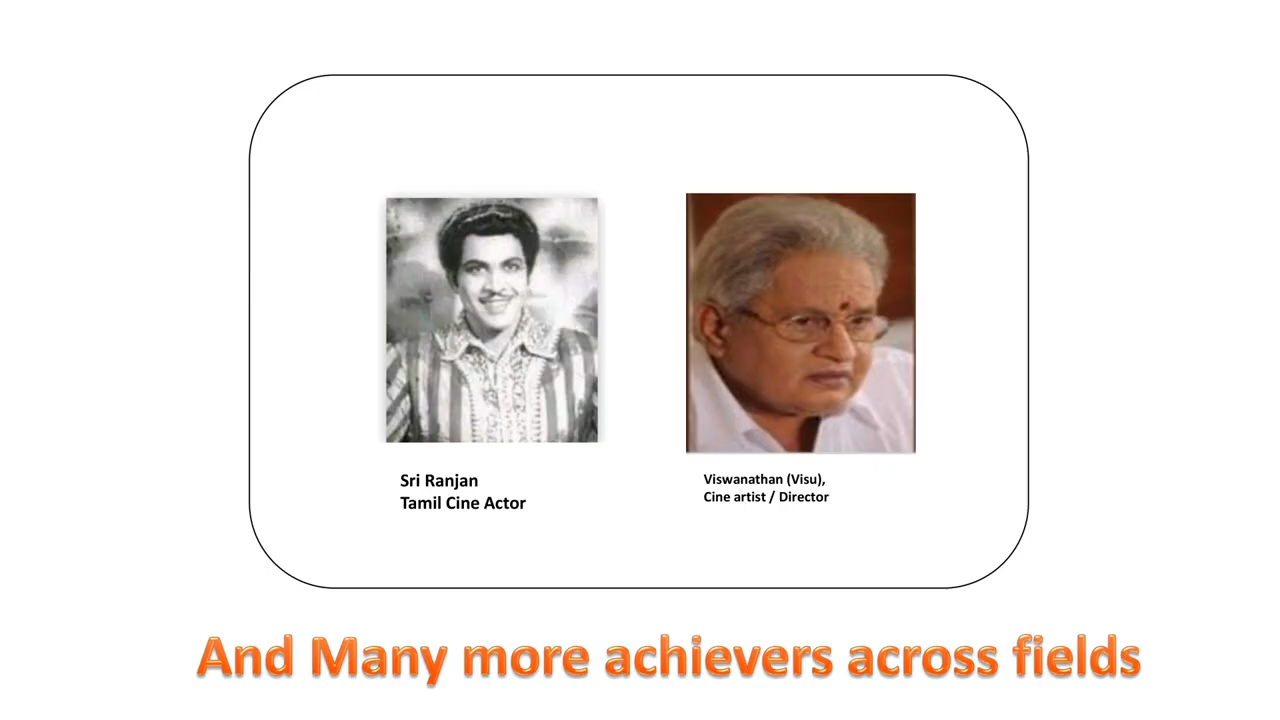 Sri Ranjan
Tamil Cine Actor
Viswanathan (Visu),
Cine artist / Director
And Many more achievers across fields